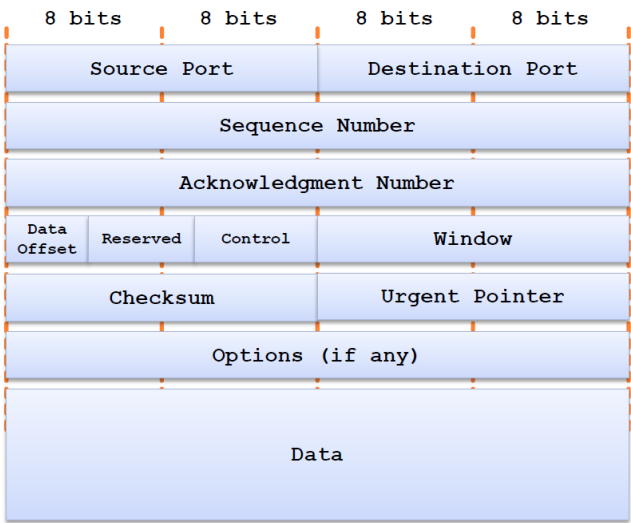 8 bits 8 bits 8 bits 8 bits
Source Port Destination Port
Sequence Number
Acknowledgment Number
Data Offset Reserved Control Window
Checksum Urgent Pointer
Options (if any)
Data